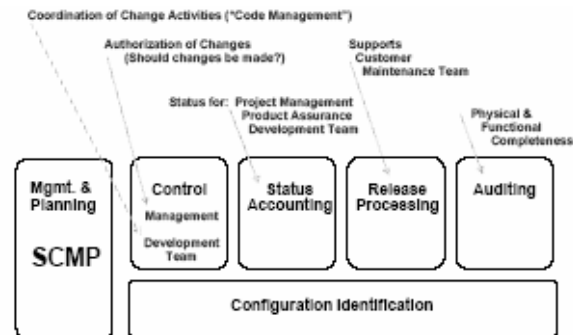 Coordination of Change Activities ("Code Management")
Authorization of Changes
(Should changes be made?)
Supports
Customer
Maintenance Team
Status for: Project Management
Product Assurance
Development Team
Physical &
Functional
Completeness
Mgmt. &
Planning
SCMP
Control
Management
Development
Team
Status
Accounting
Release
Processing
Auditing
Configuration Identification